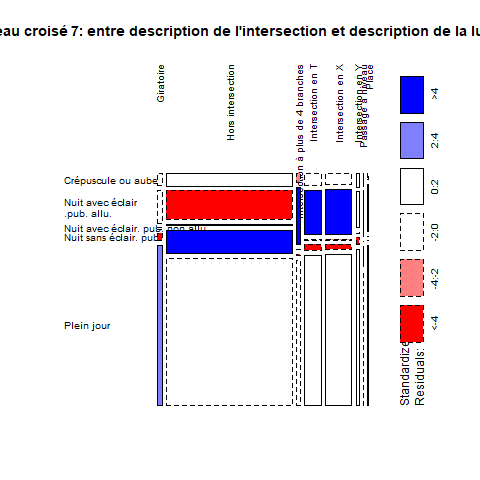 eau croisé 7: entre description de l'intersection et description de la lu
Giratoire
Hors intersection
Intersection à plus de 4 branches
Intersection en T
Intersection en X
Intersection en Y
Passage à niveau
Place
Crépuscule ou aube
Nuit avec éclair
.pub. allu.
Nuit avec éclair. pub. non allu
Nuit sans éclair. pub
Plein jour
Standardize
Residuals:
<-4
-4:-2
-2:0
0:2
2:4
>4